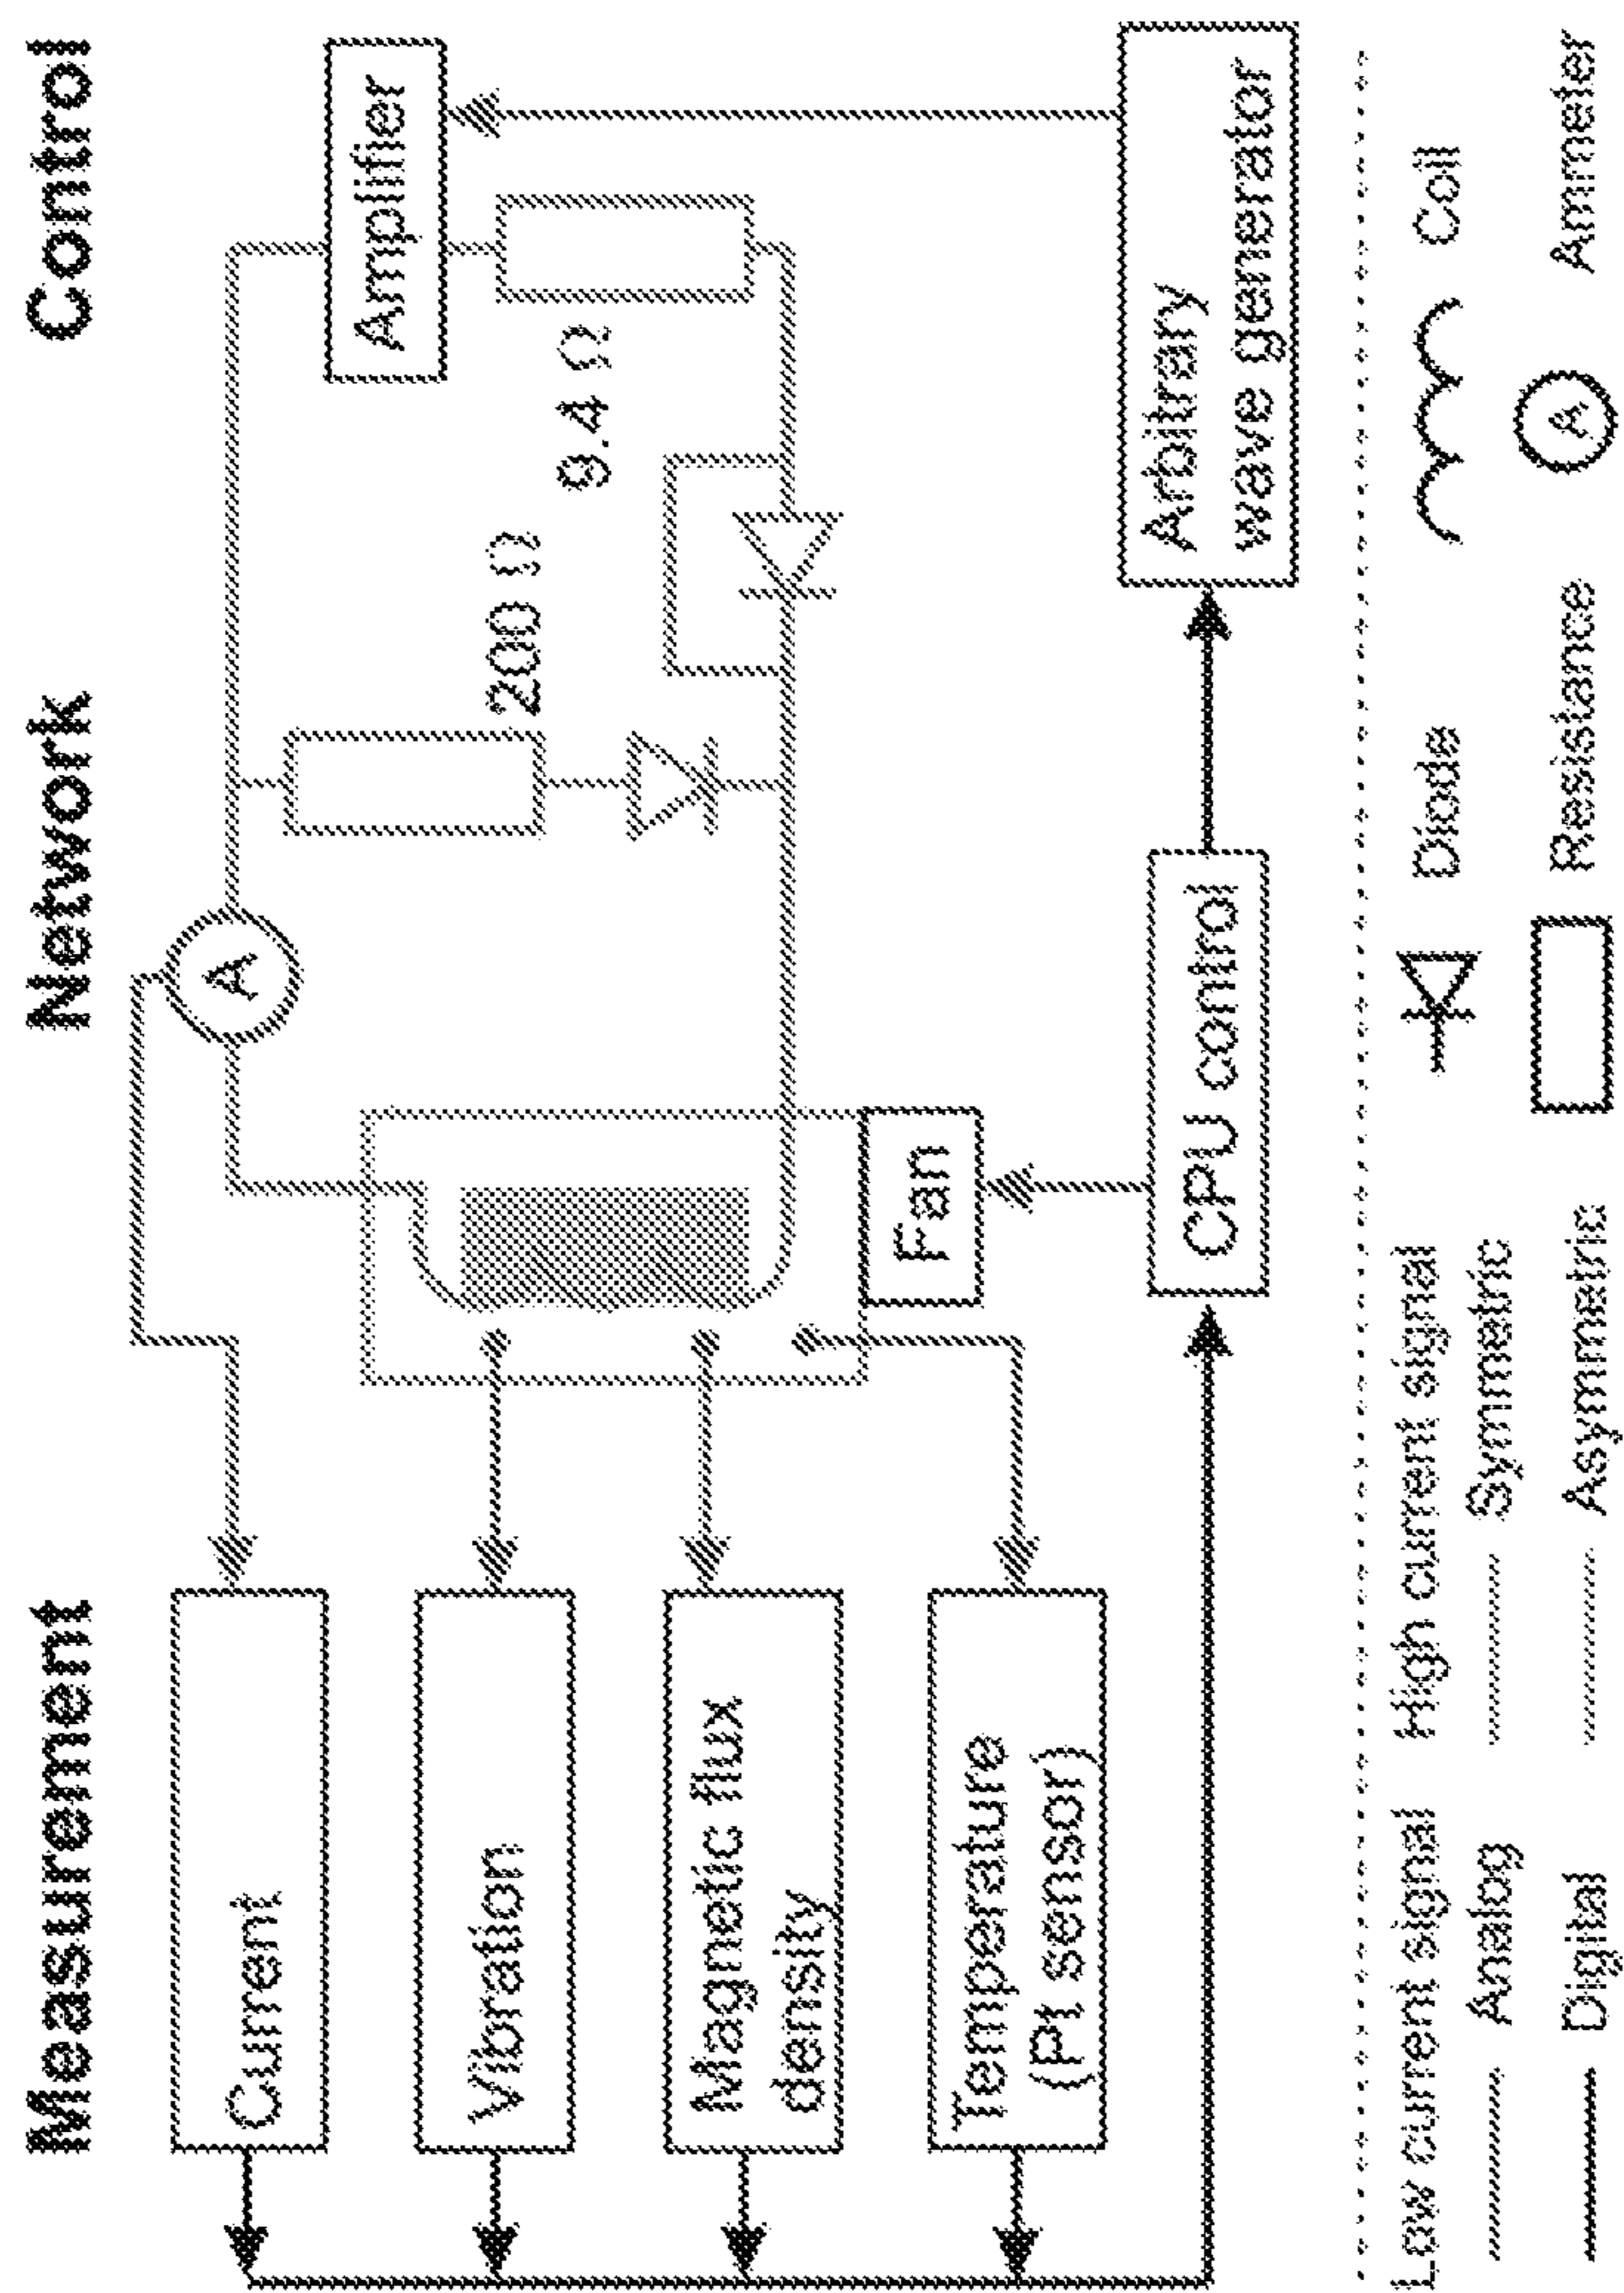 Measurement
Network
Control
Current
Vibration
Magnetic flux
density
Temperature
(Pt sensor)
A
Fan
200 Ω
9.4 Ω
Amplifier
CPU control
Arbitrary
wave generator
Low current signal
Analog
Digital
High current signal
Symmetric
Asymmetric
Diode
Resistance
Coil
A
Ammeter